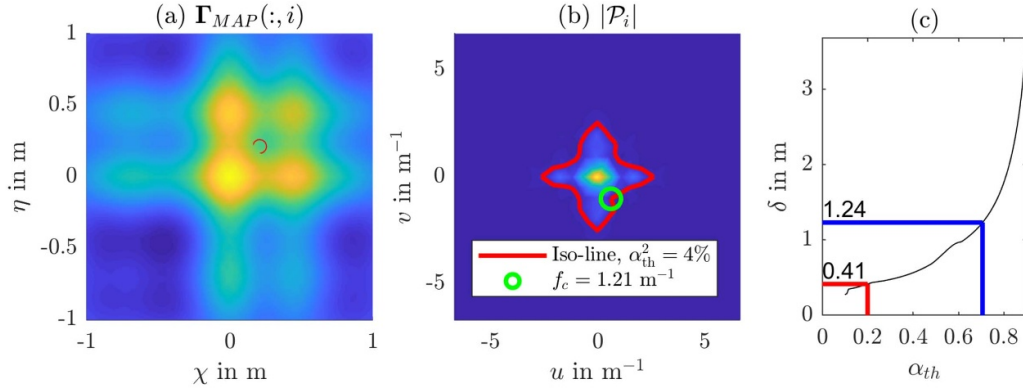 (a) Γ_MAP(:, i)
(b) |𝒫_i|
(c)
η in m
1
0.5
0
-0.5
-1
-1
0
1
χ in m
v in m⁻¹
5
0
-5
Iso-line, α²_th = 4%
f_c = 1.21 m⁻¹
-5
0
5
u in m⁻¹
δ in m
3
2
1
0
1.24
0.41
0
0.2
0.4
0.6
0.8
α_th